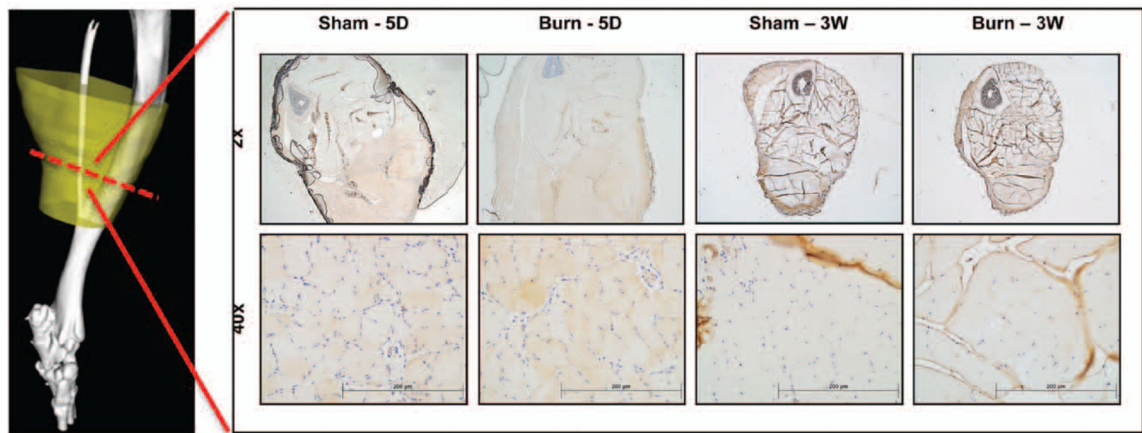 Sham - 5D
Burn - 5D
Sham – 3W
Burn – 3W
2X
40X
200 µm
200 µm
200 µm
200 µm